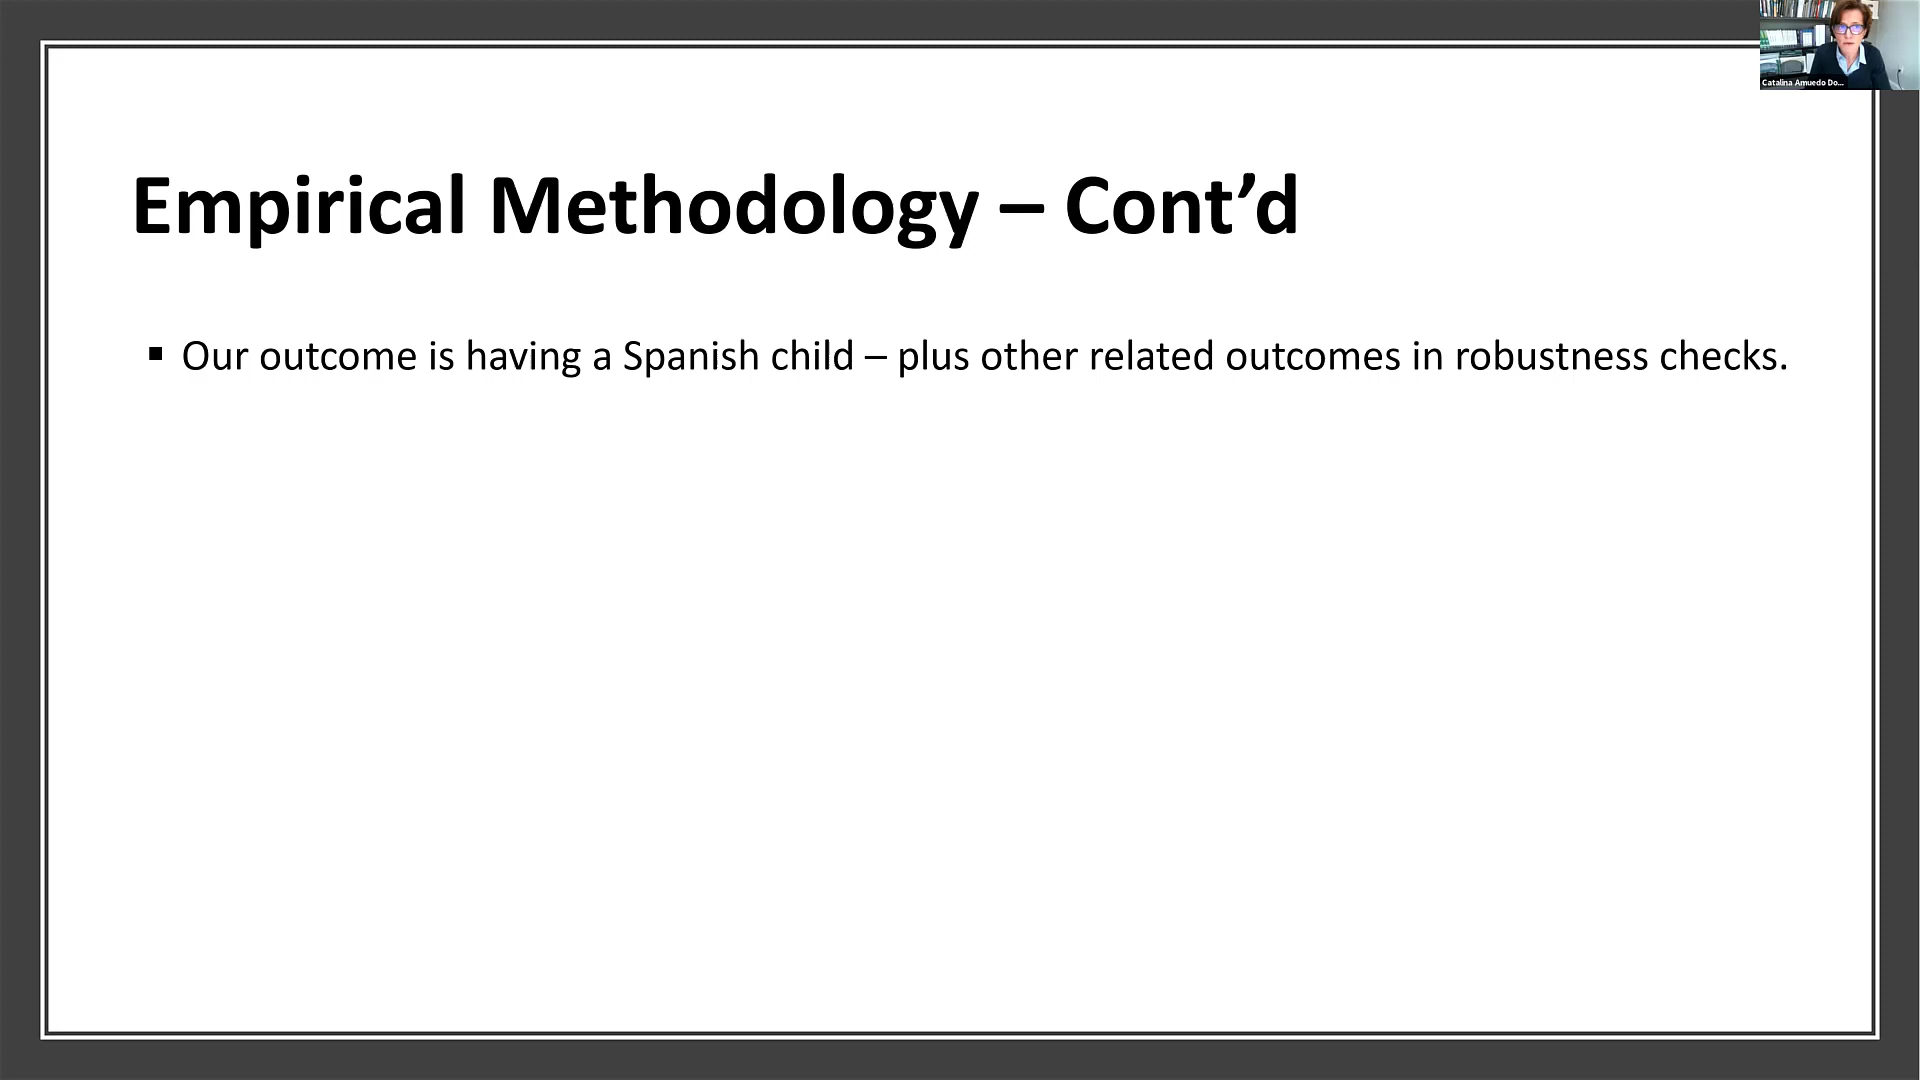 Catalina Amuedo Do...
Empirical Methodology – Cont’d
▪ Our outcome is having a Spanish child – plus other related outcomes in robustness checks.